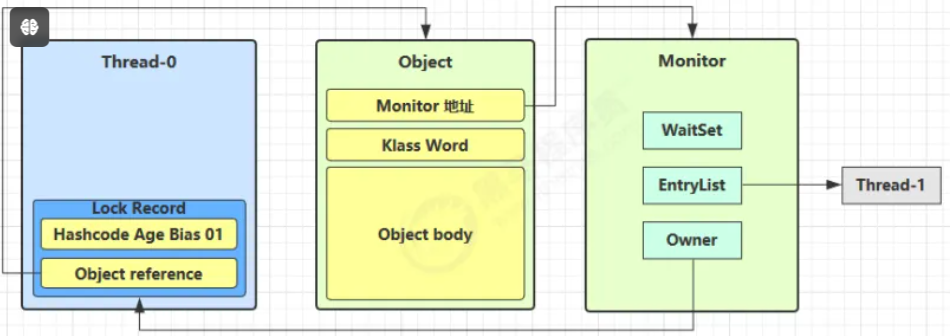 Thread-0
Lock Record
Hashcode Age Bias 01
Object reference
Object
Monitor 地址
Klass Word
Object body
Monitor
WaitSet
EntryList
Owner
Thread-1